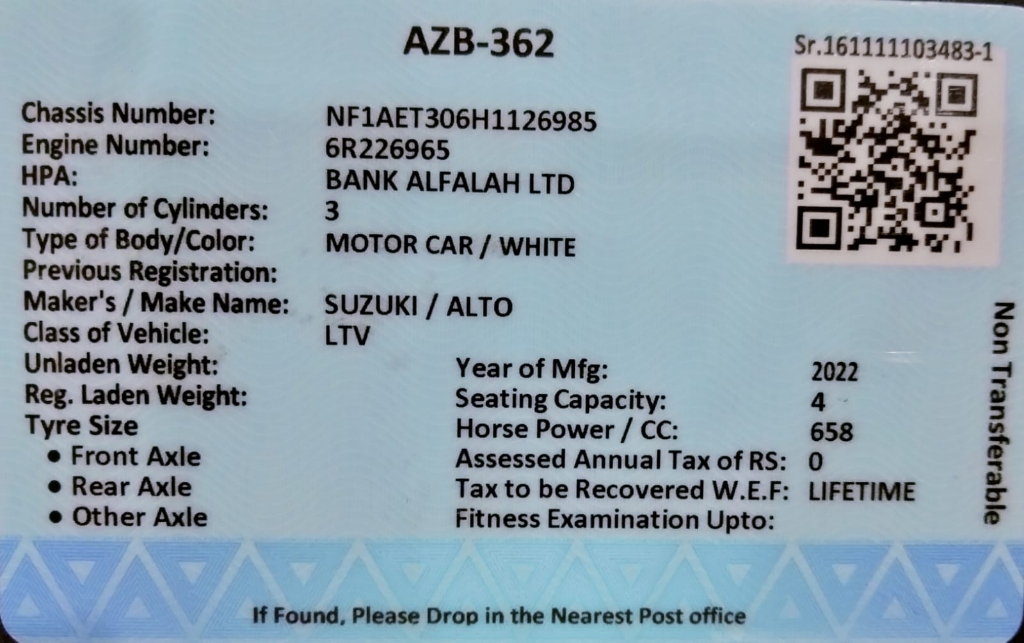 AZB-362
Sr.161111103483-1
Chassis Number: NF1AET306H1126985
Engine Number: 6R226965
HPA: BANK ALFALAH LTD
Number of Cylinders: 3
Type of Body/Color: MOTOR CAR / WHITE
Previous Registration:
Maker's / Make Name: SUZUKI / ALTO
Class of Vehicle: LTV
Unladen Weight:
Reg. Laden Weight:
Tyre Size
• Front Axle
• Rear Axle
• Other Axle
Year of Mfg: 2022
Seating Capacity: 4
Horse Power / CC: 658
Assessed Annual Tax of RS: 0
Tax to be Recovered W.E.F: LIFETIME
Fitness Examination Upto:
Non Transferable
If Found, Please Drop in the Nearest Post office